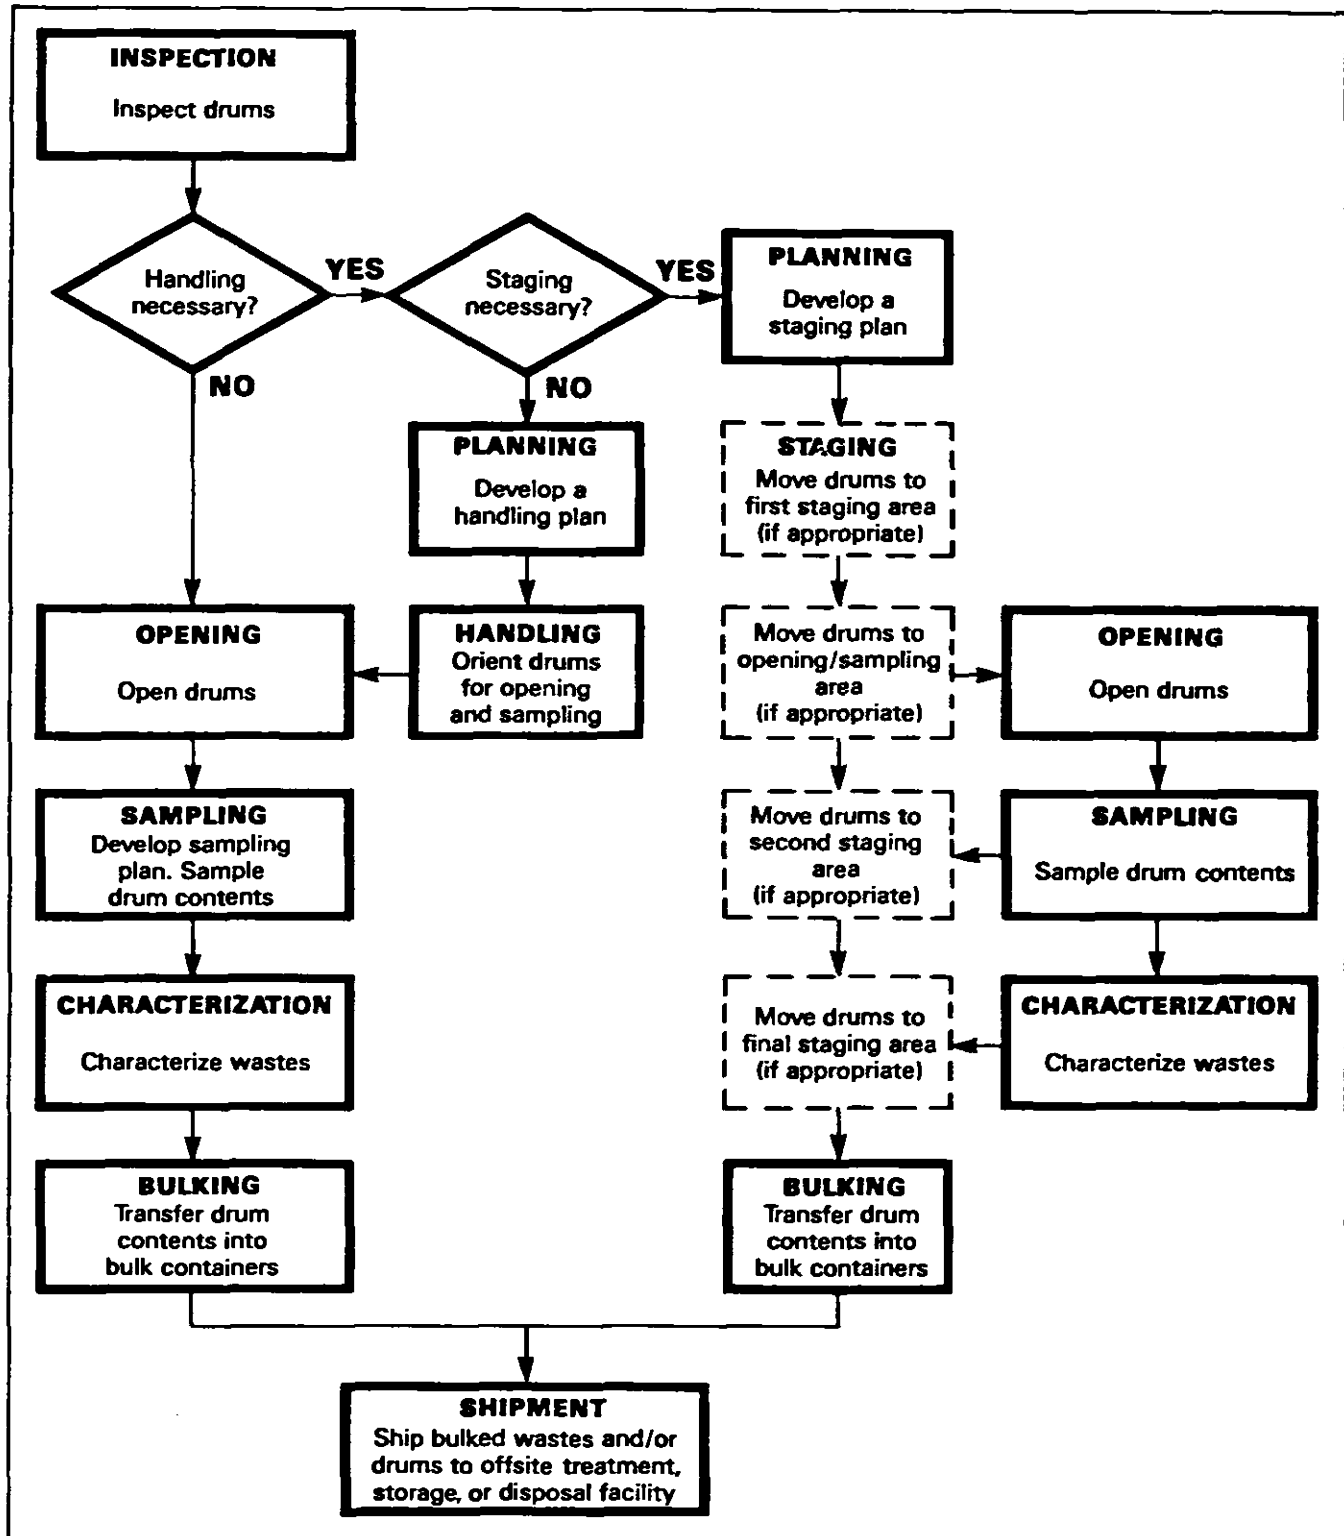 INSPECTION
Inspect drums
Handling
necessary?
YES
NO
Staging
necessary?
YES
NO
PLANNING
Develop a
staging plan
PLANNING
Develop a
handling plan
STAGING
Move drums to
first staging area
(if appropriate)
OPENING
Open drums
HANDLING
Orient drums
for opening
and sampling
Move drums to
opening/sampling
area
(if appropriate)
OPENING
Open drums
SAMPLING
Develop sampling
plan. Sample
drum contents
Move drums to
second staging
area
(if appropriate)
SAMPLING
Sample drum contents
CHARACTERIZATION
Characterize wastes
Move drums to
final staging area
(if appropriate)
CHARACTERIZATION
Characterize wastes
BULKING
Transfer drum
contents into
bulk containers
BULKING
Transfer drum
contents into
bulk containers
SHIPMENT
Ship bulked wastes and/or
drums to offsite treatment,
storage, or disposal facility